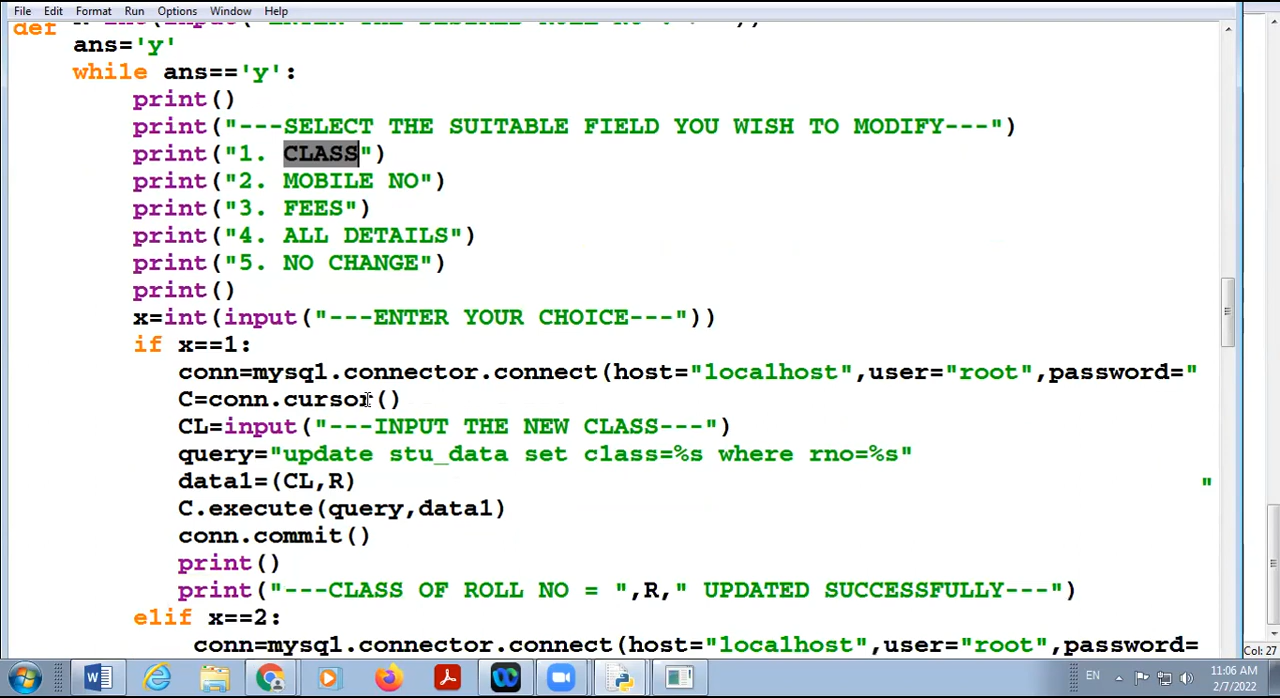 File Edit Format Run Options Window Help
def
ans='y'
while ans=='y':
print()
print("---SELECT THE SUITABLE FIELD YOU WISH TO MODIFY---")
print("1. CLASS")
print("2. MOBILE NO")
print("3. FEES")
print("4. ALL DETAILS")
print("5. NO CHANGE")
print()
x=int(input("---ENTER YOUR CHOICE---"))
if x==1:
conn=mysql.connector.connect(host="localhost",user="root",password="
C=conn.cursor()
CL=input("---INPUT THE NEW CLASS---")
query="update stu_data set class=%s where rno=%s"
data1=(CL,R) "
C.execute(query,data1)
conn.commit()
print()
print("---CLASS OF ROLL NO = ",R," UPDATED SUCCESSFULLY---")
elif x==2:
conn=mysql.connector.connect(host="localhost",user="root",password=
Col: 27
EN 11:06 AM
2/7/2022